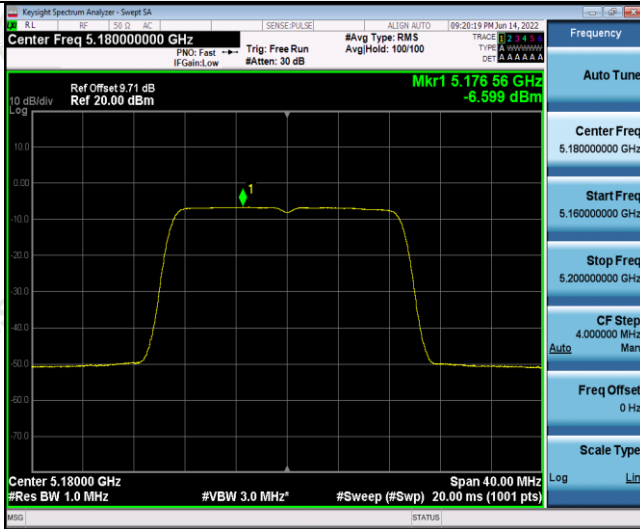 Keysight Spectrum Analyzer - Swept SA
RL RF 50 Ω AC SENSE:PULSE ALIGN AUTO 09:20:19 PM Jun 14, 2022
Center Freq 5.180000000 GHz
PNO: Fast
IFGain:Low
Trig: Free Run
#Atten: 30 dB
#Avg Type: RMS
Avg|Hold: 100/100
TRACE 1 2 3 4 5 6
TYPE A WWWWW
DET A A A A A A
Ref Offset 9.71 dB
Ref 20.00 dBm
10 dB/div
Log
Mkr1 5.176 56 GHz
-6.599 dBm
10.0
0.00
-10.0
-20.0
-30.0
-40.0
-50.0
-60.0
-70.0
1
Center 5.18000 GHz
#Res BW 1.0 MHz
#VBW 3.0 MHz*
Span 40.00 MHz
#Sweep (#Swp) 20.00 ms (1001 pts)
MSG
STATUS
Frequency
Auto Tune
Center Freq
5.180000000 GHz
Start Freq
5.160000000 GHz
Stop Freq
5.200000000 GHz
CF Step
4.000000 MHz
Auto Man
Freq Offset
0 Hz
Scale Type
Log Lin